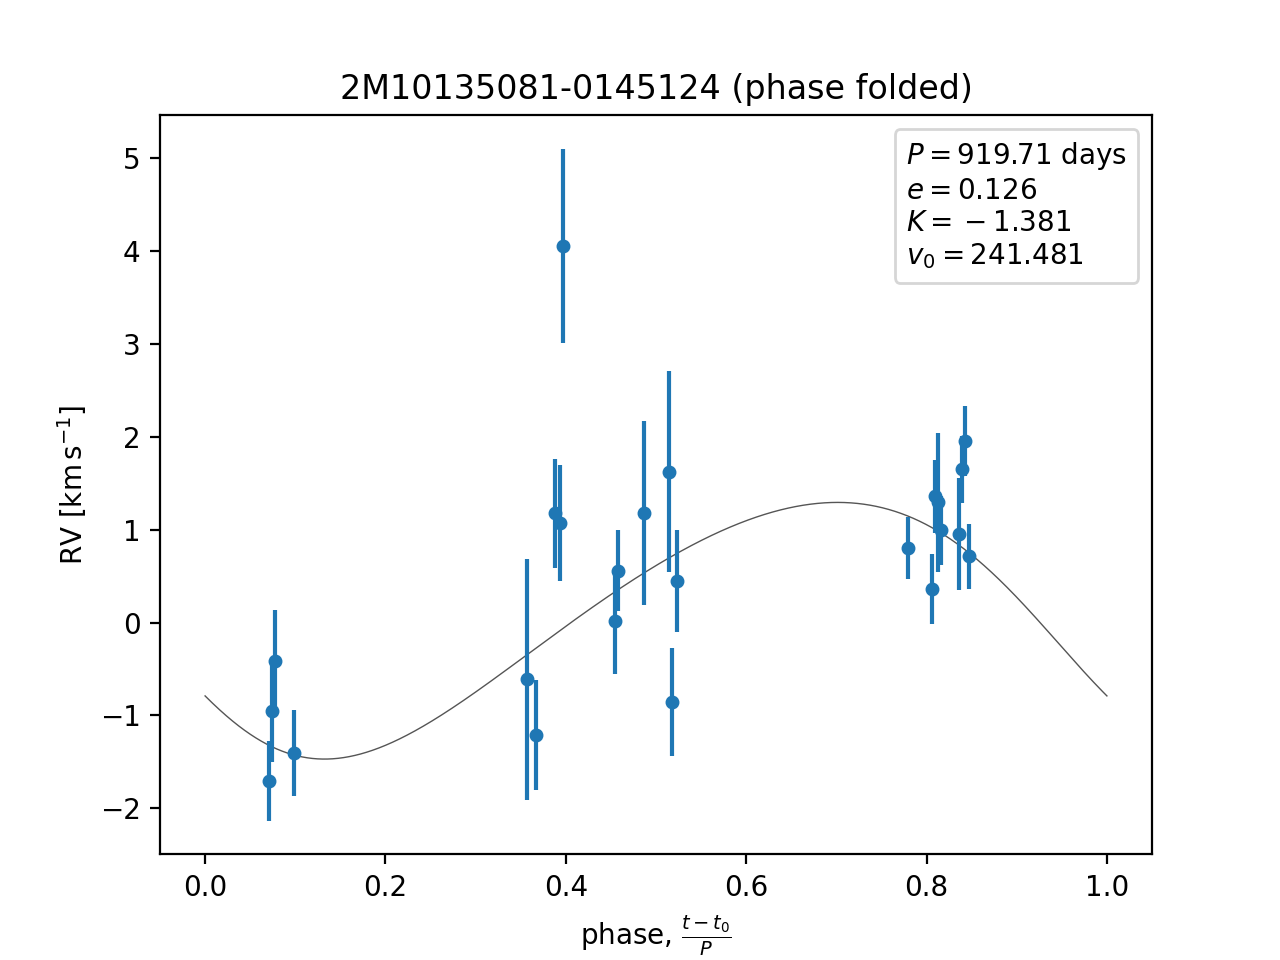 2M10135081-0145124 (phase folded)
P = 919.71 days
e = 0.126
K = −1.381
v₀ = 241.481
5
4
3
2
1
0
−1
−2
RV [km s⁻¹]
0.0 0.2 0.4 0.6 0.8 1.0
phase, (t − t₀)/P